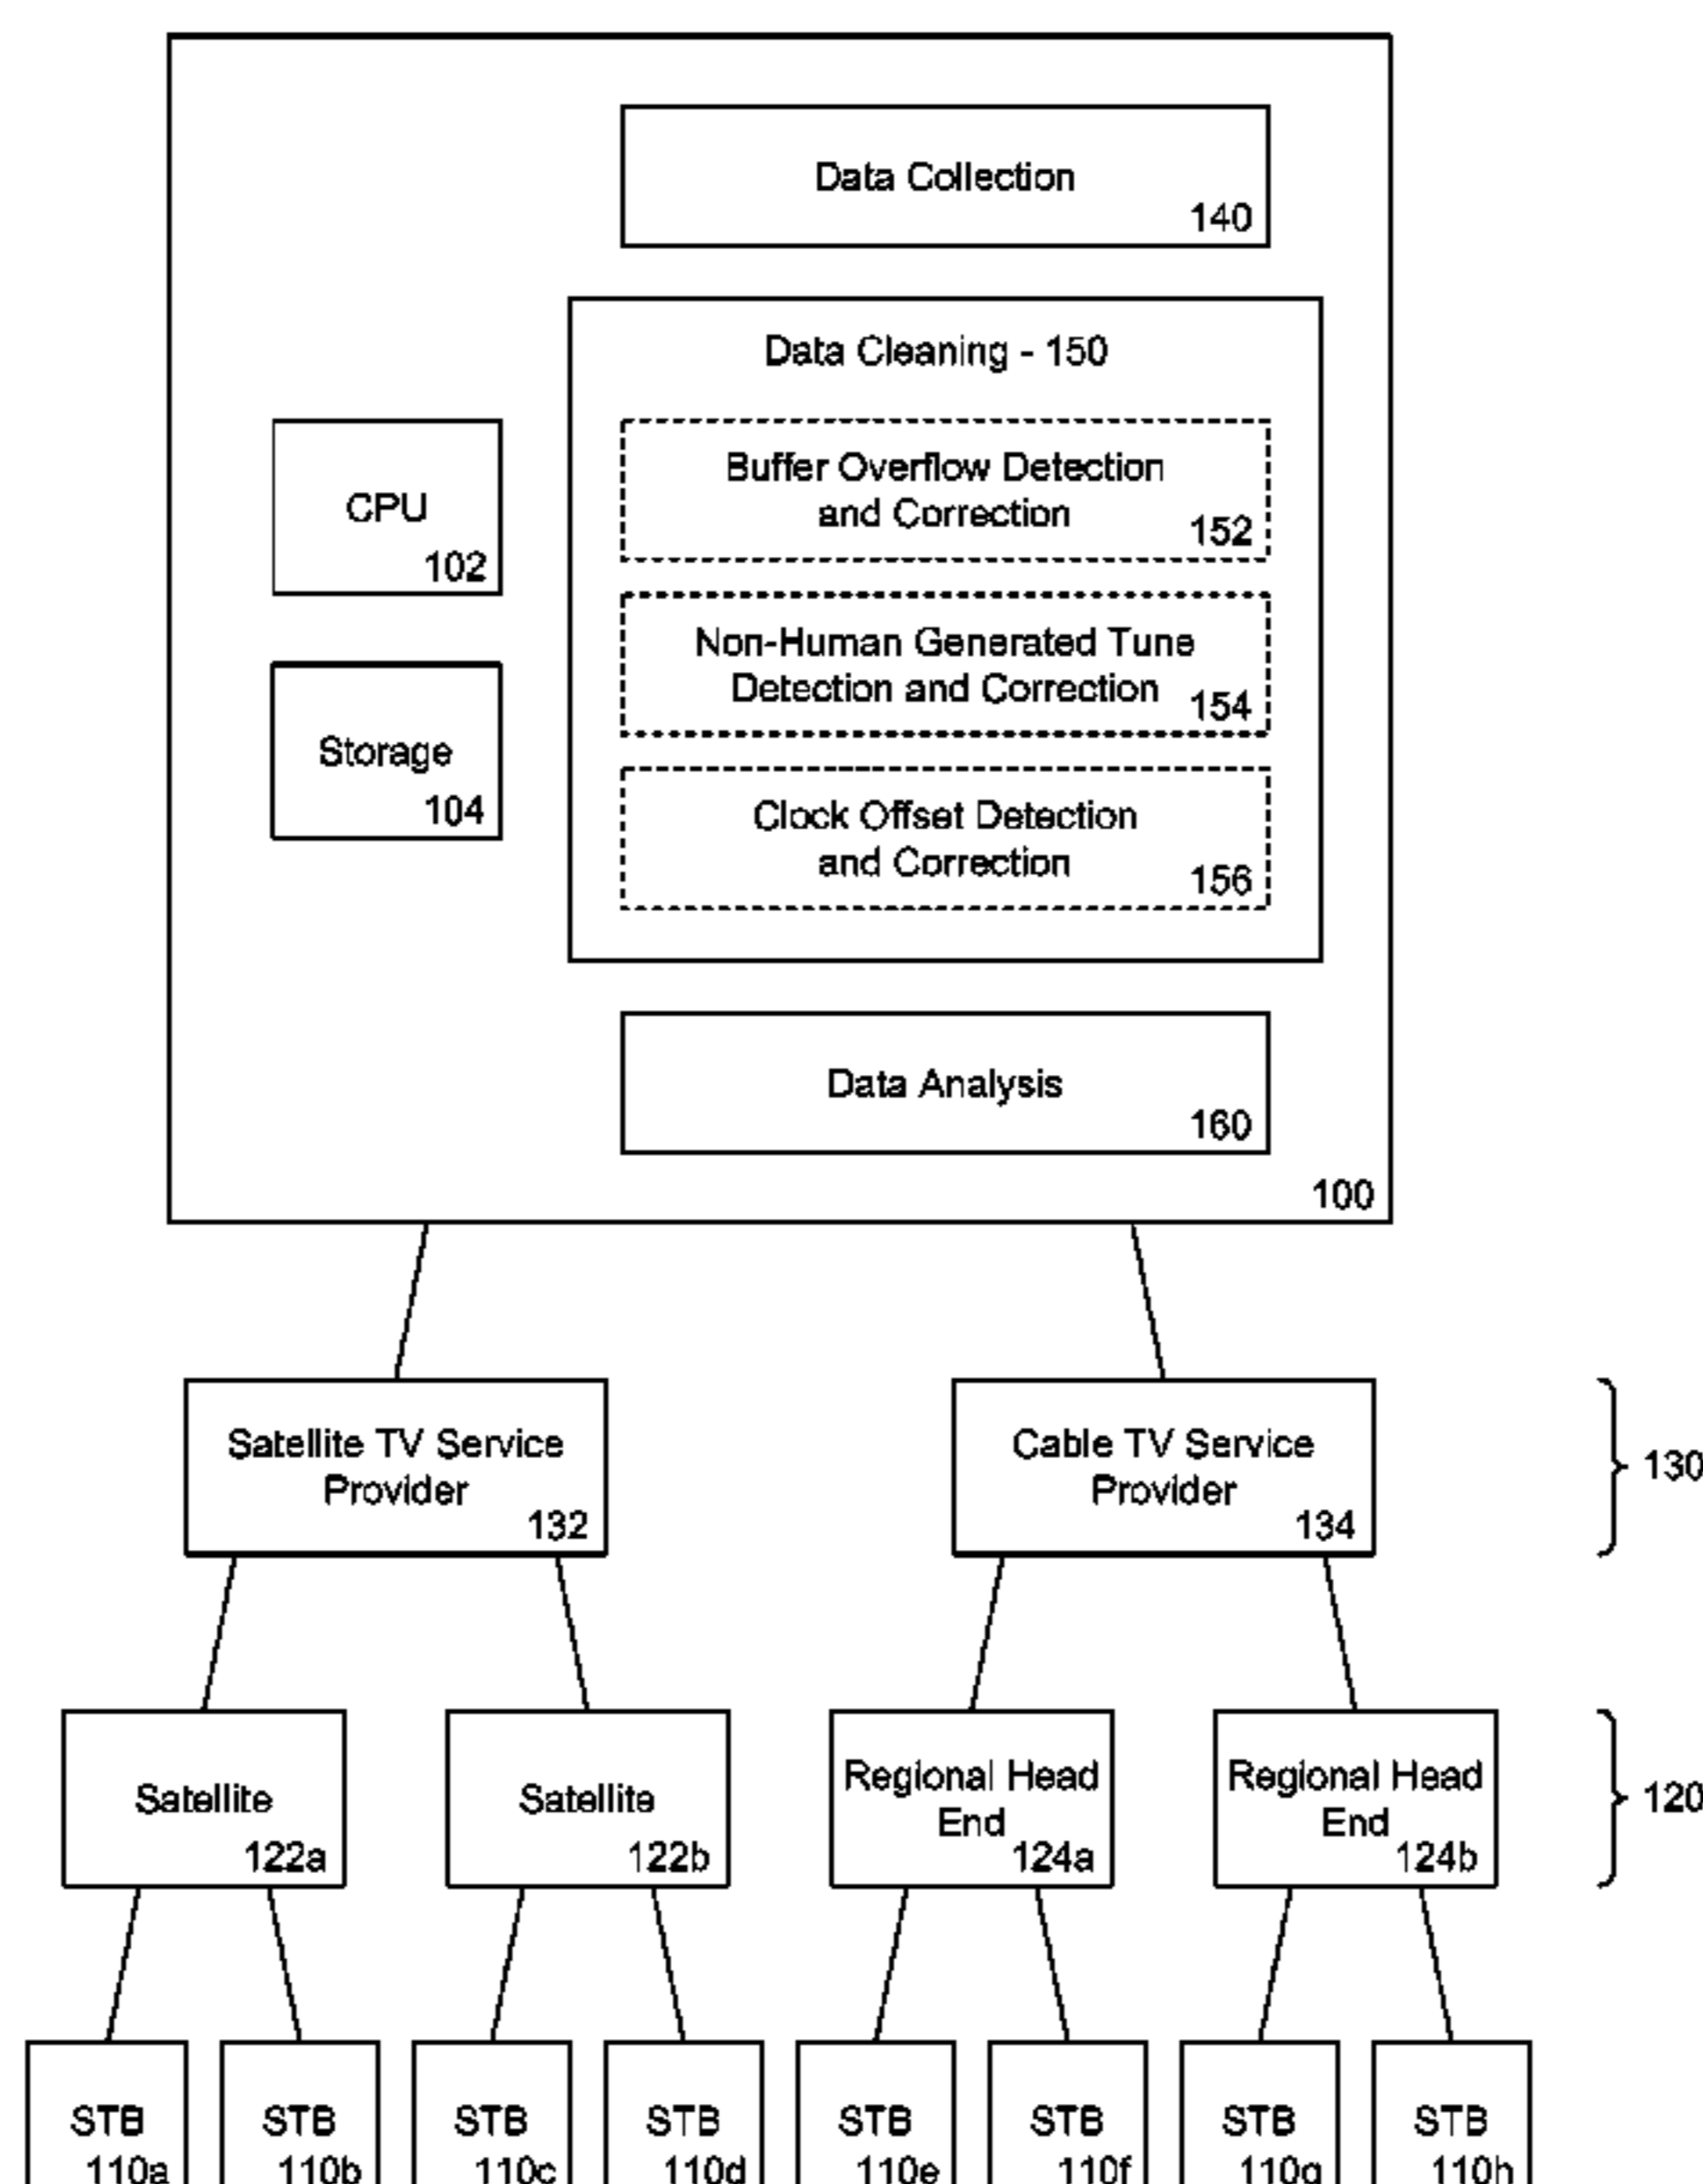 Data Collection
140
Data Cleaning - 150
Buffer Overflow Detection
and Correction
152
CPU
102
Non-Human Generated Tune
Detection and Correction
154
Storage
104
Clock Offset Detection
and Correction
156
Data Analysis
160
100
Satellite TV Service
Provider
132
Cable TV Service
Provider
134
130
Satellite
122a
Satellite
122b
Regional Head
End
124a
Regional Head
End
124b
120
STB
110a
STB
110b
STB
110c
STB
110d
STB
110e
STB
110f
STB
110g
STB
110h